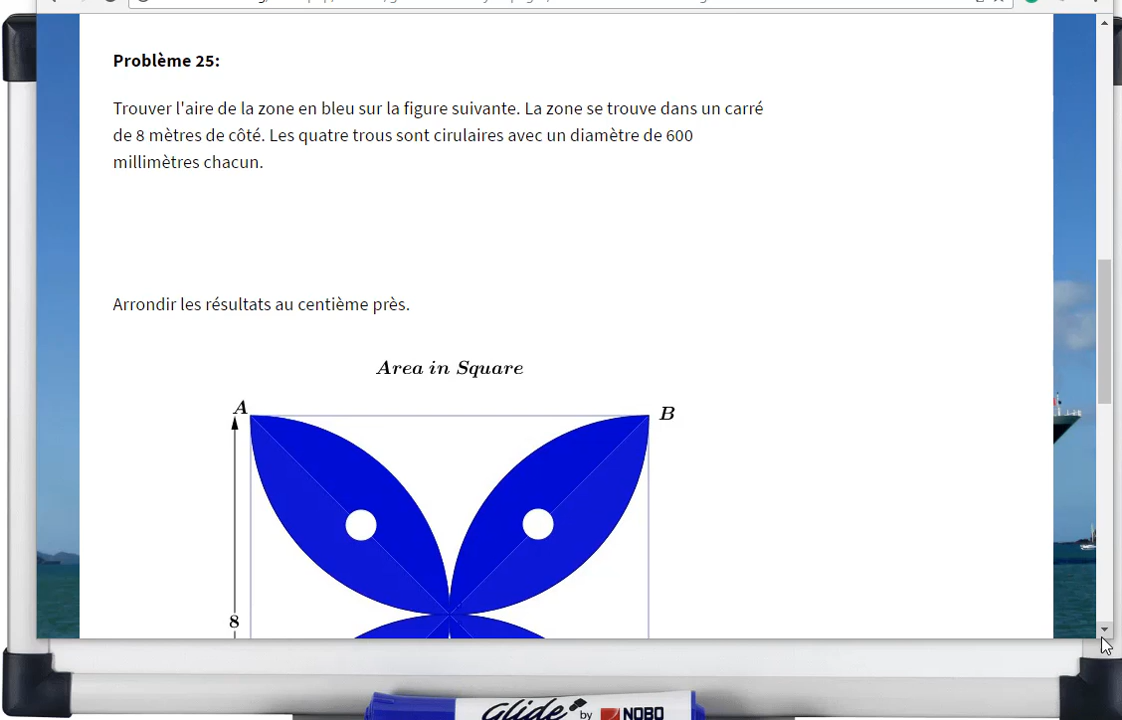 Problème 25:
Trouver l'aire de la zone en bleu sur la figure suivante. La zone se trouve dans un carré
de 8 mètres de côté. Les quatre trous sont cirulaires avec un diamètre de 600
millimètres chacun.
Arrondir les résultats au centième près.
Area in Square
A
B
8
Glide by NOBO